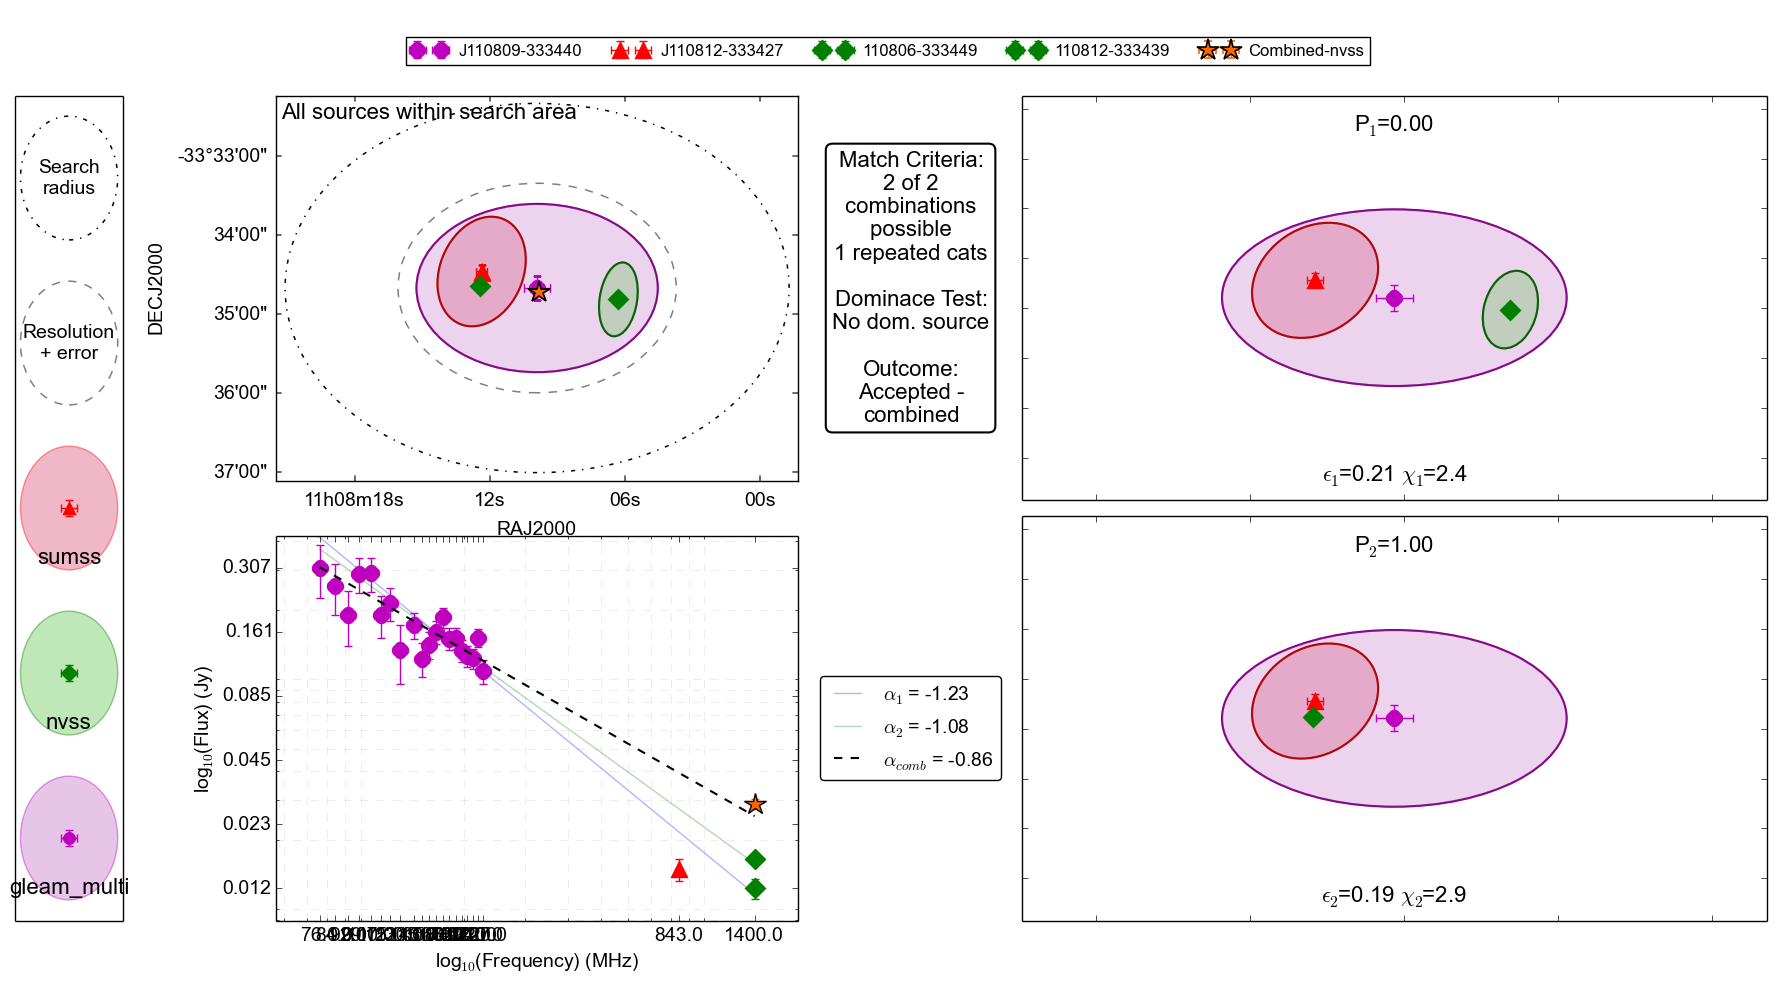 J110809-333440
J110812-333427
110806-333449
110812-333439
Combined-nvss
Search
radius
Resolution
+ error
sumss
nvss
gleam_multi
All sources within search area
DECJ2000
-33°33'00"
34'00"
35'00"
36'00"
37'00"
11h08m18s
12s
06s
00s
RAJ2000
Match Criteria:
2 of 2
combinations
possible
1 repeated cats
Dominace Test:
No dom. source
Outcome:
Accepted -
combined
P1=0.00
ϵ1=0.21 χ1=2.4
P2=1.00
ϵ2=0.19 χ2=2.9
log10(Flux) (Jy)
0.307
0.161
0.085
0.045
0.023
0.012
843.0
1400.0
log10(Frequency) (MHz)
α1 = -1.23
α2 = -1.08
αcomb = -0.86